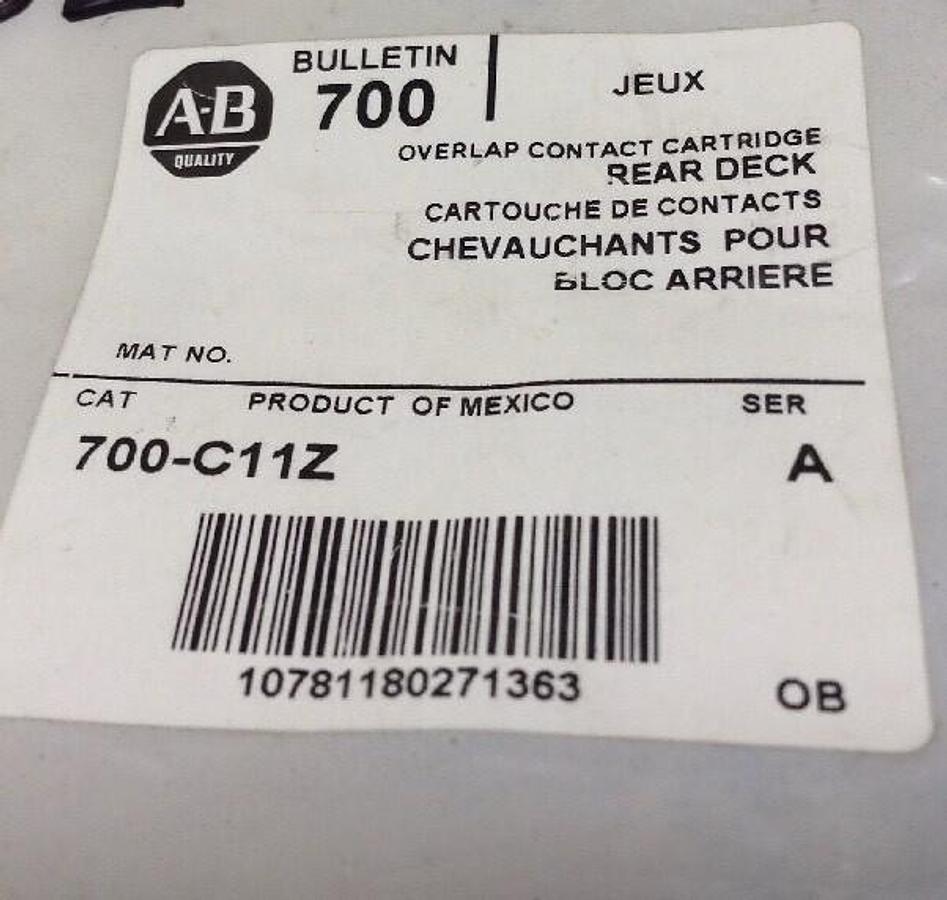 A-B
QUALITY
BULLETIN
700
JEUX
OVERLAP CONTACT CARTRIDGE
REAR DECK
CARTOUCHE DE CONTACTS
CHEVAUCHANTS POUR
BLOC ARRIERE
MAT NO.
CAT PRODUCT OF MEXICO SER
700-C11Z A
10781180271363 OB